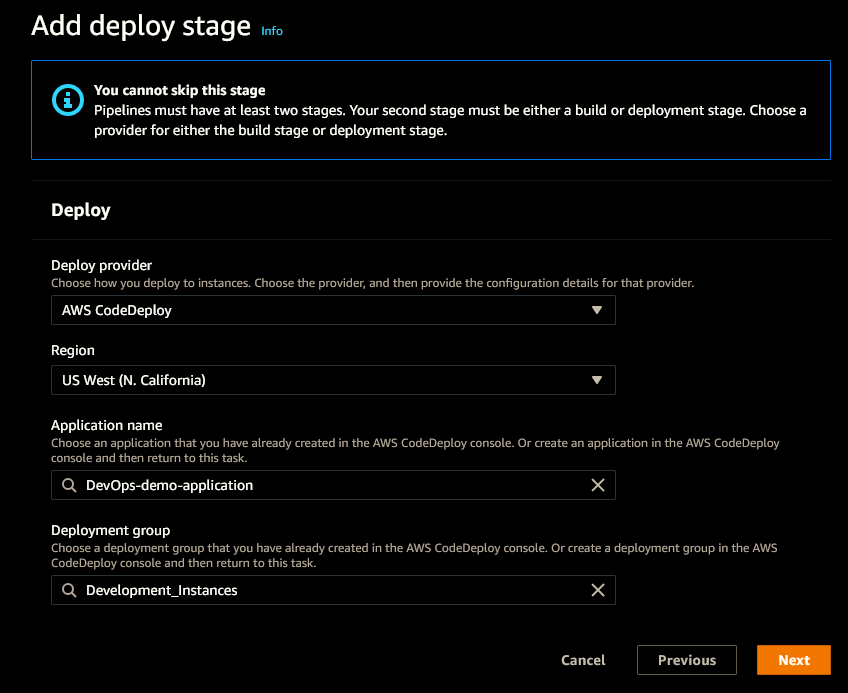 Add deploy stage Info
You cannot skip this stage
Pipelines must have at least two stages. Your second stage must be either a build or deployment stage. Choose a
provider for either the build stage or deployment stage.
Deploy
Deploy provider
Choose how you deploy to instances. Choose the provider, and then provide the configuration details for that provider.
AWS CodeDeploy
Region
US West (N. California)
Application name
Choose an application that you have already created in the AWS CodeDeploy console. Or create an application in the AWS CodeDeploy
console and then return to this task.
DevOps-demo-application
Deployment group
Choose a deployment group that you have already created in the AWS CodeDeploy console. Or create a deployment group in the AWS
CodeDeploy console and then return to this task.
Development_Instances
Cancel Previous Next